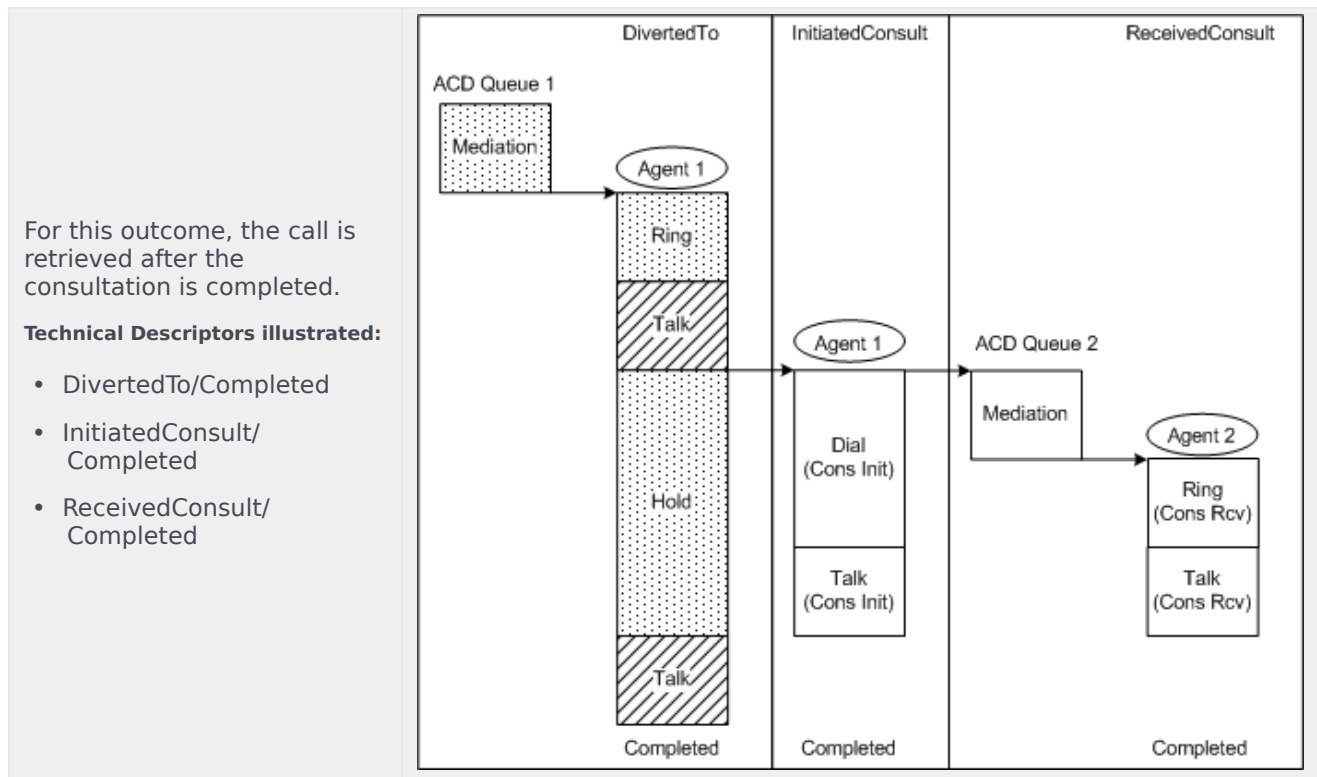 For this outcome, the call is
retrieved after the
consultation is completed.
Technical Descriptors illustrated:
• DivertedTo/Completed
• InitiatedConsult/
Completed
• ReceivedConsult/
Completed
DivertedTo
InitiatedConsult
ReceivedConsult
ACD Queue 1
Mediation
Agent 1
Ring
Talk
Hold
Talk
Completed
Agent 1
Dial
(Cons Init)
Talk
(Cons Init)
Completed
ACD Queue 2
Mediation
Agent 2
Ring
(Cons Rcv)
Talk
(Cons Rcv)
Completed